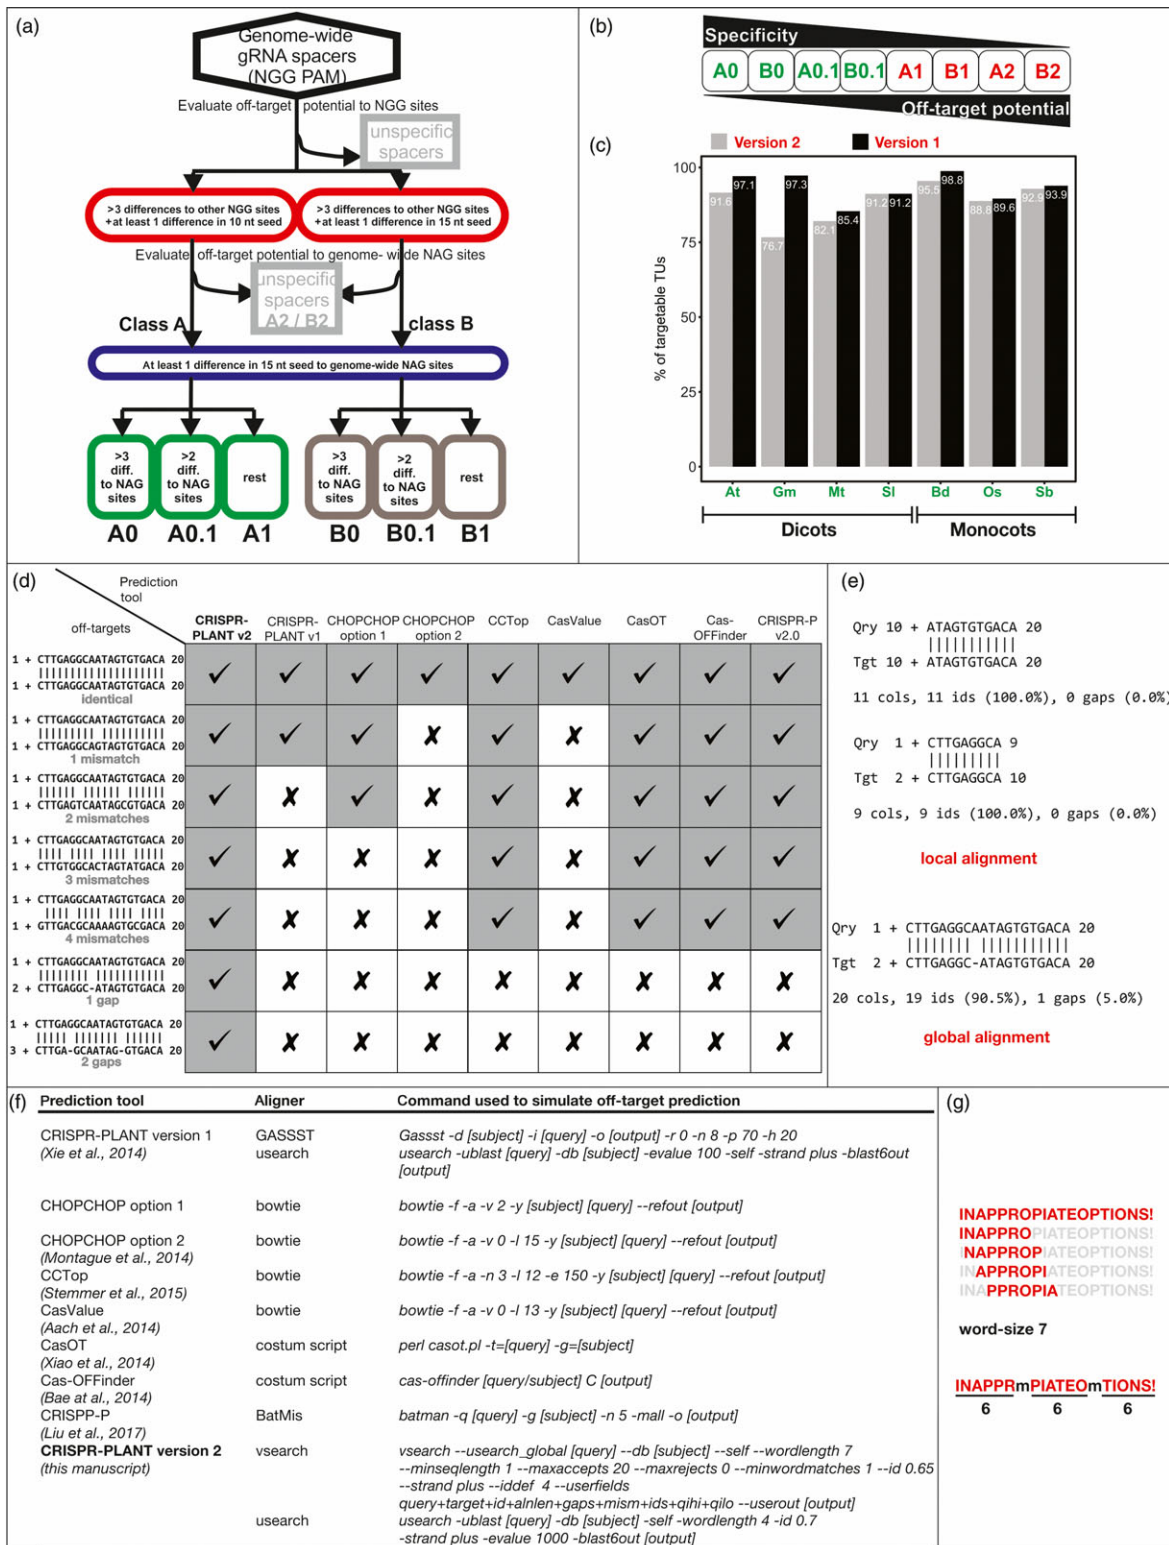 (a)
Genome-wide
gRNA spacers
(NGG PAM)
Evaluate off-target potential to NGG sites
unspecific
spacers
>3 differences to other NGG sites
+at least 1 difference in 10 nt seed
>3 differences to other NGG sites
+at least 1 difference in 15 nt seed
Evaluate off-target potential to genome- wide NAG sites
unspecific
spacers
A2 / B2
Class A
class B
At least 1 difference in 15 nt seed to genome-wide NAG sites
>3
diff.
to NAG
sites
>2
diff.
to NAG
sites
rest
>3
diff.
to NAG
sites
>2
diff.
to NAG
sites
rest
A0 A0.1 A1 B0 B0.1 B1
(b)
Specificity
A0 B0 A0.1 B0.1 A1 B1 A2 B2
Off-target potential
(c)
Version 2 Version 1
% of targetable TUs
100
75
50
25
0
91.6 97.1 76.7 97.3 82.1 85.4 91.2 91.2 95.5 98.8 88.8 89.6 92.9 93.9
At Gm Mt Sl Bd Os Sb
Dicots Monocots
(d)
Prediction
tool
off-targets
CRISPR-
PLANT v2
CRISPR-
PLANT v1
CHOPCHOP
option 1
CHOPCHOP
option 2
CCTop
CasValue
CasOT
Cas-
OFFinder
CRISPR-P
v2.0
1 + CTTGAGGCAATAGTGTGACA 20
||||||||||||||||||||
1 + CTTGAGGCAATAGTGTGACA 20
identical
✓ ✓ ✓ ✓ ✓ ✓ ✓ ✓ ✓
1 + CTTGAGGCAATAGTGTGACA 20
||||||||| ||||||||||
1 + CTTGAGGCAGTAGTGTGACA 20
1 mismatch
✓ ✓ ✓ ✗ ✓ ✗ ✓ ✓ ✓
1 + CTTGAGGCAATAGTGTGACA 20
|||||| |||||| ||||||
1 + CTTGAGTCAATAGCGTGACA 20
2 mismatches
✓ ✗ ✓ ✗ ✓ ✗ ✓ ✓ ✓
1 + CTTGAGGCAATAGTGTGACA 20
|||| |||| |||| |||||
1 + CTTGTGGCACTAGTATGACA 20
3 mismatches
✓ ✗ ✗ ✗ ✓ ✗ ✓ ✓ ✓
1 + CTTGAGGCAATAGTGTGACA 20
|||| |||| |||| ||||
1 + GTTGACGCAAAAGTGCGACA 20
4 mismatches
✓ ✗ ✗ ✗ ✓ ✗ ✓ ✓ ✓
1 + CTTGAGGCAATAGTGTGACA 20
|||||||| |||||||||||
2 + CTTGAGGC-ATAGTGTGACA 20
1 gap
✓ ✗ ✗ ✗ ✗ ✗ ✗ ✗ ✗
1 + CTTGAGGCAATAGTGTGACA 20
||||| ||||||| ||||||
3 + CTTGA-GCAATAG-GTGACA 20
2 gaps
✓ ✗ ✗ ✗ ✗ ✗ ✗ ✗ ✗
(e)
Qry 10 + ATAGTGTGACA 20
|||||||||||
Tgt 10 + ATAGTGTGACA 20
11 cols, 11 ids (100.0%), 0 gaps (0.0%)
Qry 1 + CTTGAGGCA 9
|||||||||
Tgt 2 + CTTGAGGCA 10
9 cols, 9 ids (100.0%), 0 gaps (0.0%)
local alignment
Qry 1 + CTTGAGGCAATAGTGTGACA 20
|||||||| |||||||||||
Tgt 2 + CTTGAGGC-ATAGTGTGACA 20
20 cols, 19 ids (90.5%), 1 gaps (5.0%)
global alignment
(f)
Prediction tool Aligner Command used to simulate off-target prediction
CRISPR-PLANT version 1 GASSST Gassst -d [subject] -i [query] -o [output] -r 0 -n 8 -p 70 -h 20
(Xie et al., 2014) usearch usearch -ublast [query] -db [subject] -evalue 100 -self -strand plus -blast6out
[output]
CHOPCHOP option 1 bowtie bowtie -f -a -v 2 -y [subject] [query] --refout [output]
CHOPCHOP option 2 bowtie bowtie -f -a -v 0 -l 15 -y [subject] [query] --refout [output]
(Montague et al., 2014)
CCTop bowtie bowtie -f -a -n 3 -l 12 -e 150 -y [subject] [query] --refout [output]
(Stemmer et al., 2015)
CasValue bowtie bowtie -f -a -v 0 -l 13 -y [subject] [query] --refout [output]
(Aach et al., 2014)
CasOT costum script perl casot.pl -t=[query] -g=[subject]
(Xiao et al., 2014)
Cas-OFFinder costum script cas-offinder [query/subject] C [output]
(Bae at al., 2014)
CRISPP-P BatMis batman -q [query] -g [subject] -n 5 -mall -o [output]
(Liu et al., 2017)
CRISPR-PLANT version 2 vsearch vsearch --usearch_global [query] --db [subject] --self --wordlength 7
(this manuscript) --minseqlength 1 --maxaccepts 20 --maxrejects 0 --minwordmatches 1 --id 0.65
--strand plus --iddef 4 --userfields
query+target+id+alnlen+gaps+mism+ids+qihi+qilo --userout [output]
usearch usearch -ublast [query] -db [subject] -self -wordlength 4 -id 0.7
-strand plus -evalue 1000 -blast6out [output]
(g)
INAPPROPIATEOPTIONS!
INAPPROPIATEOPTIONS!
INAPPROPIATEOPTIONS!
INAPPROPIATEOPTIONS!
INAPPROPIATEOPTIONS!
word-size 7
INAPPRmPIATEOmTIONS!
6 6 6